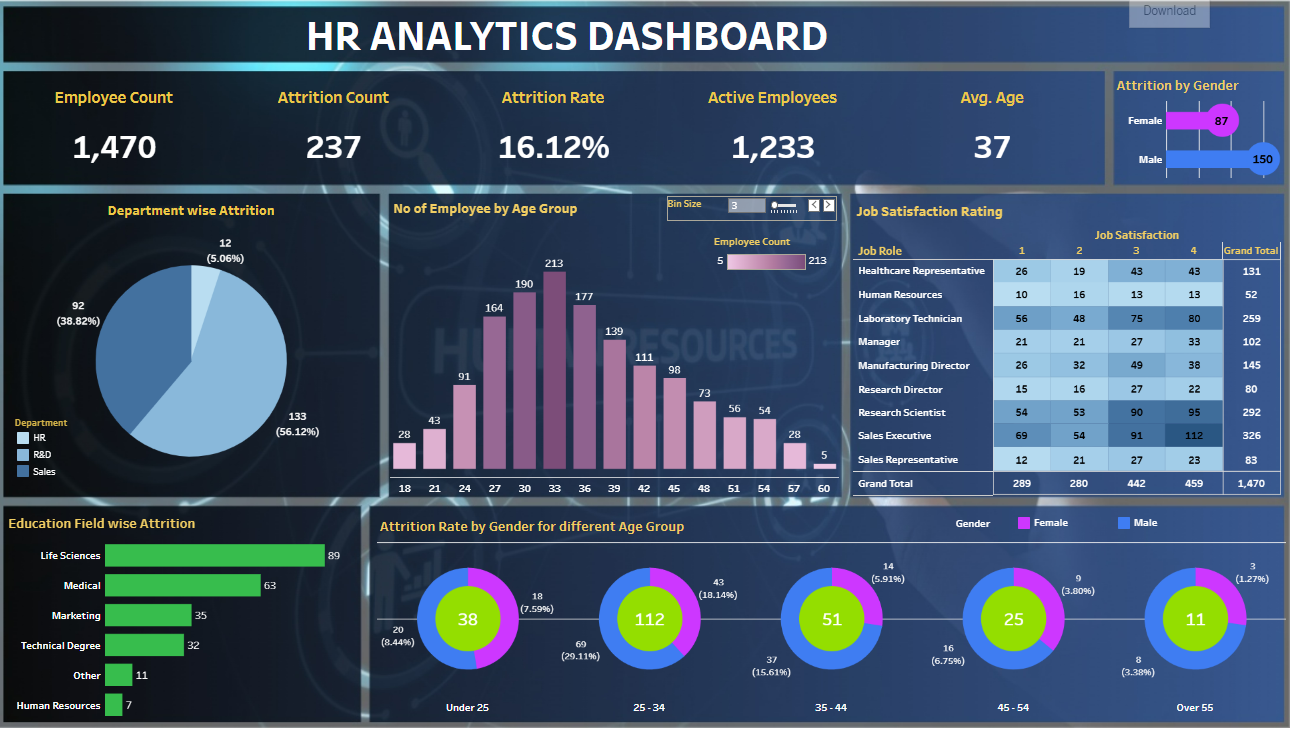 Download
HR ANALYTICS DASHBOARD
Employee Count
Attrition Count
Attrition Rate
Active Employees
Avg. Age
1,470
237
16.12%
1,233
37
Attrition by Gender
Female 87
Male 150
Department wise Attrition
12
(5.06%)
92
(38.82%)
133
(56.12%)
Department
HR
R&D
Sales
No of Employee by Age Group
Bin Size 3
Employee Count
5 213
28 43 91 164 190 213 177 139 111 98 73 56 54 28 5
HUMAN RESOURCES
18 21 24 27 30 33 36 39 42 45 48 51 54 57 60
Job Satisfaction Rating
Job Satisfaction
Job Role 1 2 3 4 Grand Total
Healthcare Representative 26 19 43 43 131
Human Resources 10 16 13 13 52
Laboratory Technician 56 48 75 80 259
Manager 21 21 27 33 102
Manufacturing Director 26 32 49 38 145
Research Director 15 16 27 22 80
Research Scientist 54 53 90 95 292
Sales Executive 69 54 91 112 326
Sales Representative 12 21 27 23 83
Grand Total 289 280 442 459 1,470
Education Field wise Attrition
Life Sciences 89
Medical 63
Marketing 35
Technical Degree 32
Other 11
Human Resources 7
Attrition Rate by Gender for different Age Group
Gender Female Male
38
18
(7.59%)
20
(8.44%)
Under 25
112
43
(18.14%)
69
(29.11%)
25 - 34
51
14
(5.91%)
37
(15.61%)
35 - 44
25
9
(3.80%)
16
(6.75%)
45 - 54
11
3
(1.27%)
8
(3.38%)
Over 55